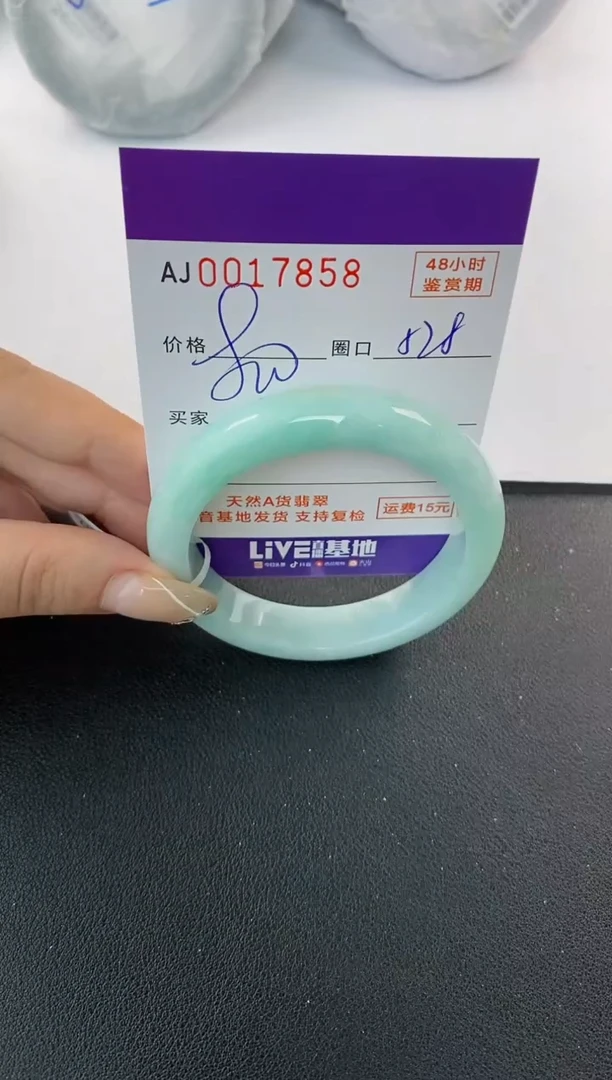 AJ0017858
48小时
鉴赏期
价格
圈口
买家
天然A货翡翠
音基地发货 支持复检
运费15元
LiVE直播基地